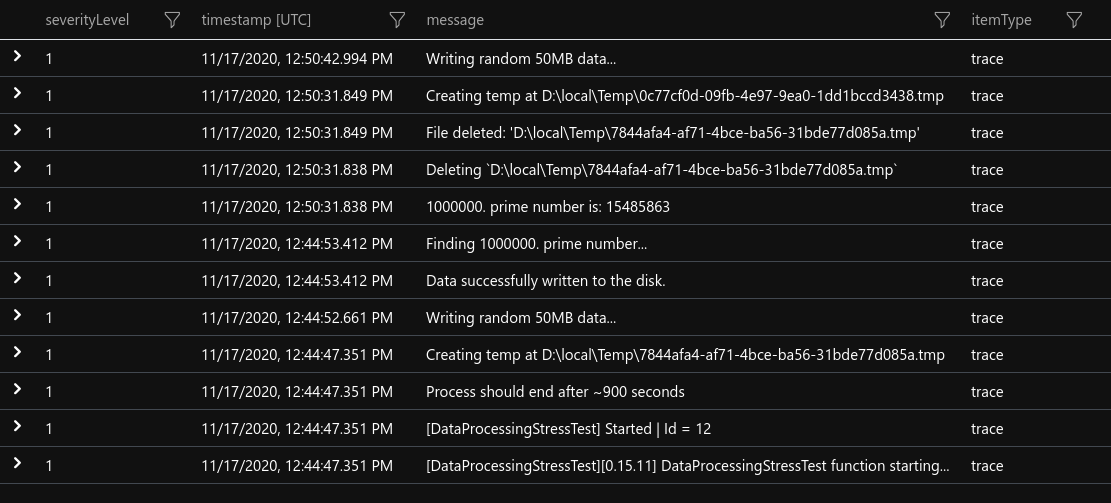 severityLevel timestamp [UTC] message itemType
1 11/17/2020, 12:50:42.994 PM Writing random 50MB data... trace
1 11/17/2020, 12:50:31.849 PM Creating temp at D:\local\Temp\0c77cf0d-09fb-4e97-9ea0-1dd1bccd3438.tmp trace
1 11/17/2020, 12:50:31.849 PM File deleted: 'D:\local\Temp\7844afa4-af71-4bce-ba56-31bde77d085a.tmp' trace
1 11/17/2020, 12:50:31.838 PM Deleting `D:\local\Temp\7844afa4-af71-4bce-ba56-31bde77d085a.tmp` trace
1 11/17/2020, 12:50:31.838 PM 1000000. prime number is: 15485863 trace
1 11/17/2020, 12:44:53.412 PM Finding 1000000. prime number... trace
1 11/17/2020, 12:44:53.412 PM Data successfully written to the disk. trace
1 11/17/2020, 12:44:52.661 PM Writing random 50MB data... trace
1 11/17/2020, 12:44:47.351 PM Creating temp at D:\local\Temp\7844afa4-af71-4bce-ba56-31bde77d085a.tmp trace
1 11/17/2020, 12:44:47.351 PM Process should end after ~900 seconds trace
1 11/17/2020, 12:44:47.351 PM [DataProcessingStressTest] Started | Id = 12 trace
1 11/17/2020, 12:44:47.351 PM [DataProcessingStressTest][0.15.11] DataProcessingStressTest function starting... trace